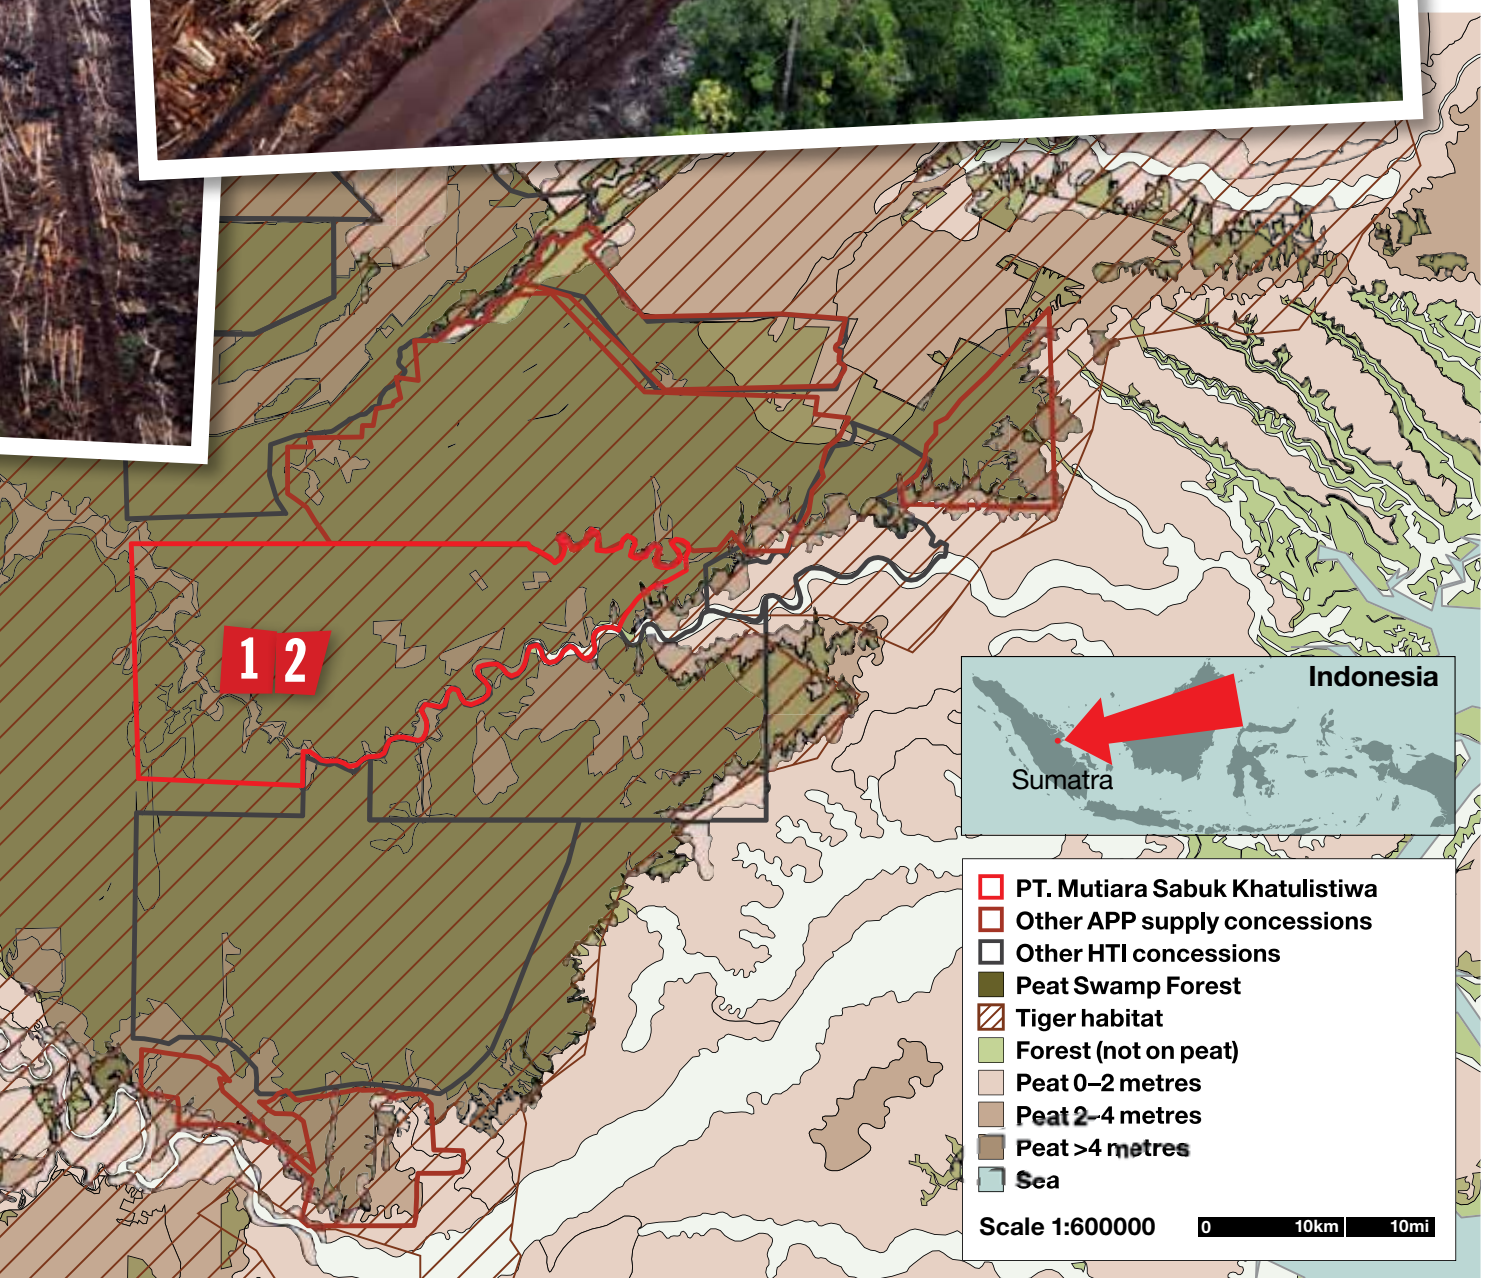 1 2
Indonesia
Sumatra
PT. Mutiara Sabuk Khatulistiwa
Other APP supply concessions
Other HTI concessions
Peat Swamp Forest
Tiger habitat
Forest (not on peat)
Peat 0–2 metres
Peat 2–4 metres
Peat >4 metres
Sea
Scale 1:600000 0 10km 10mi